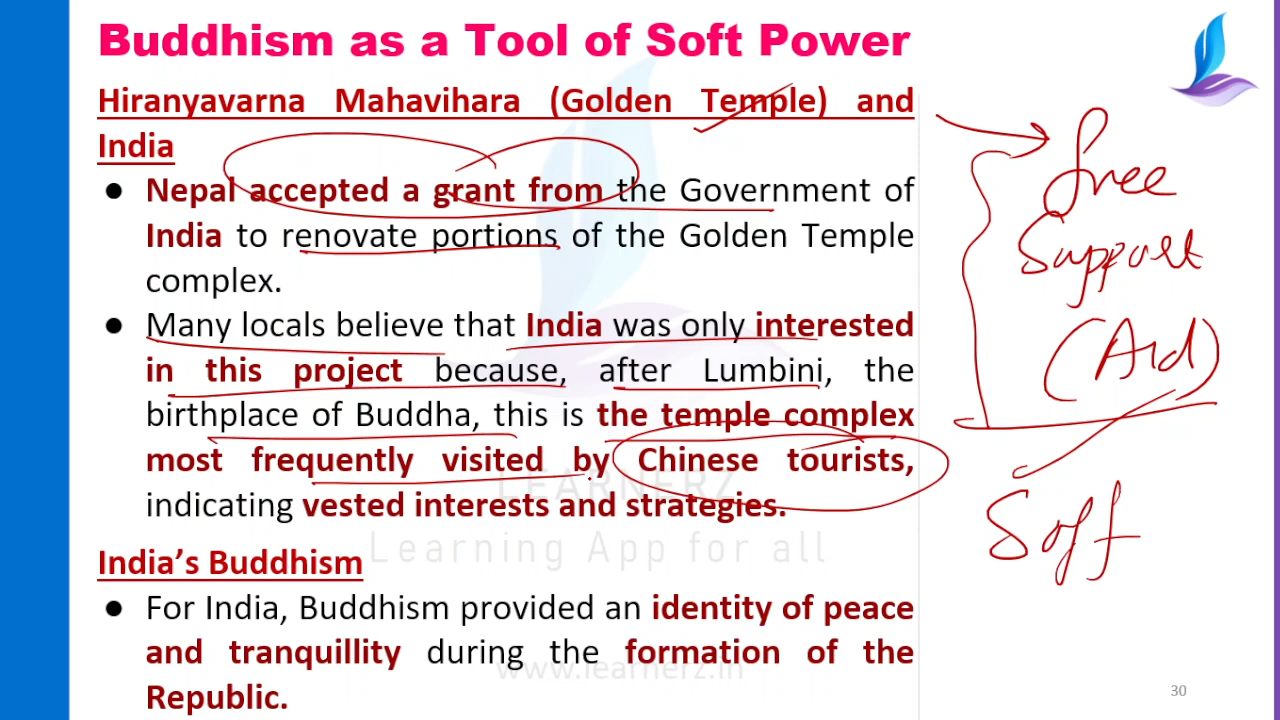 Buddhism as a Tool of Soft Power
Hiranyavarna Mahavihara (Golden Temple) and
India
● Nepal accepted a grant from the Government of
India to renovate portions of the Golden Temple
complex.
● Many locals believe that India was only interested
in this project because, after Lumbini, the
birthplace of Buddha, this is the temple complex
most frequently visited by Chinese tourists,
indicating vested interests and strategies.
India's Buddhism
● For India, Buddhism provided an identity of peace
and tranquillity during the formation of the
Republic.
free
Support
(Aid)
Soff
LEARNERZ
Learning App for all
www.learnerz.in
30